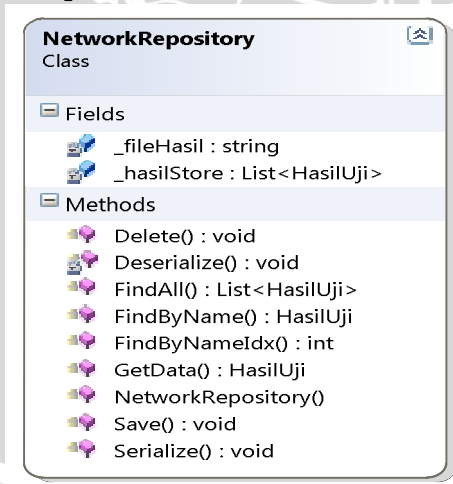 NetworkRepository
Class
Fields
_fileHasil : string
_hasilStore : List<HasilUji>
Methods
Delete() : void
Deserialize() : void
FindAll() : List<HasilUji>
FindByName() : HasilUji
FindByNameIdx() : int
GetData() : HasilUji
NetworkRepository()
Save() : void
Serialize() : void